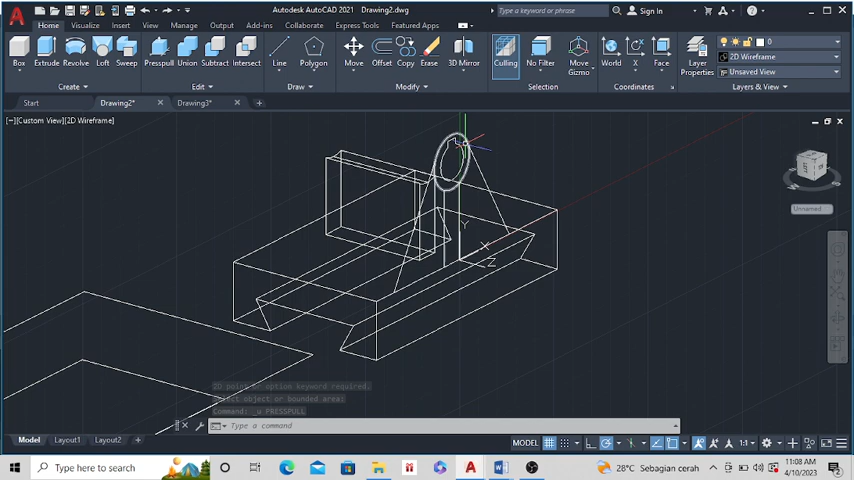 Autodesk AutoCAD 2021 Drawing2.dwg
Type a keyword or phrase
Sign In
Home Visualize Insert Annotate View Manage Output Add-ins Collaborate Express Tools Featured Apps
Box Extrude Revolve Loft Sweep Presspull Union Subtract Intersect Line Polygon Move Offset Copy Erase 3D Mirror Culling No Filter Move Gizmo World X Face Layer Properties
0
2D Wireframe
Unsaved View
Create Edit Draw Modify Selection Coordinates Layers & View
Start Drawing2* Drawing3*
[−][Custom View][2D Wireframe]
Unnamed
Y
X
Z
2D point or option keyword required.
Select object or bounded area:
Command: _u PRESSPULL
Type a command
Model Layout1 Layout2 +
MODEL 1:1
Type here to search
28°C Sebagian cerah
11:08 AM
4/10/2023
2